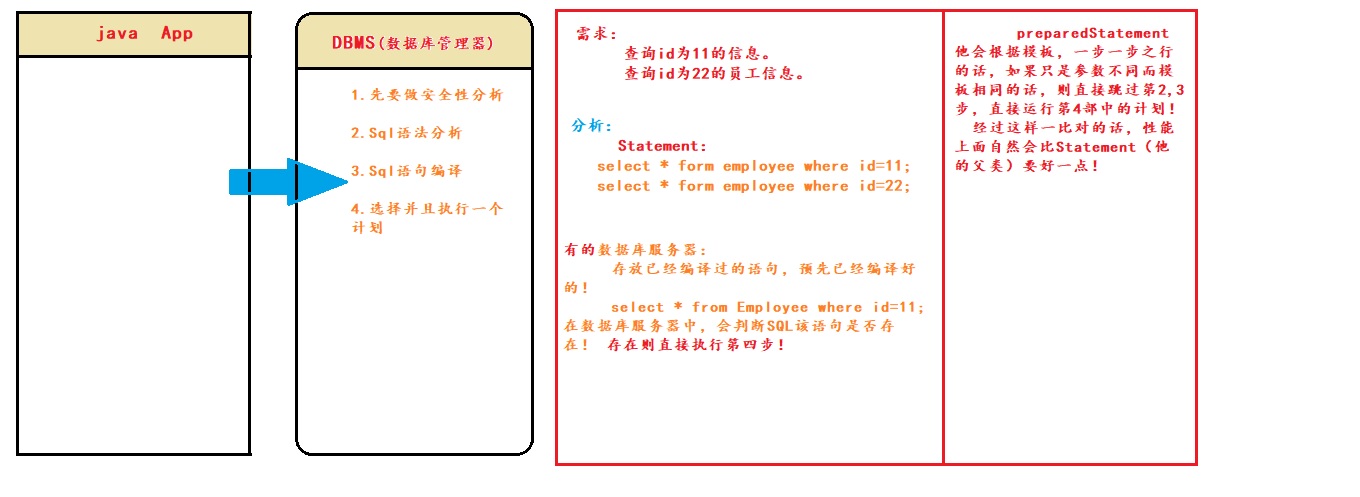 java App
DBMS(数据库管理器)
1.先要做安全性分析
2.Sql语法分析
3.Sql语句编译
4.选择并且执行一个
计划
需求:
查询id为11的信息。
查询id为22的员工信息。
分析:
Statement:
select * form employee where id=11;
select * form employee where id=22;
有的数据库服务器:
存放已经编译过的语句, 预先已经编译好
的!
select * from Employee where id=11;
在数据库服务器中, 会判断SQL该语句是否存
在! 存在则直接执行第四步!
preparedStatement
他会根据模板, 一步一步之行
的话, 如果只是参数不同而模
板相同的话, 则直接跳过第2,3
步, 直接运行第4部中的计划!
经过这样一比对的话, 性能
上面自然会比Statement (他
的父类) 要好一点!